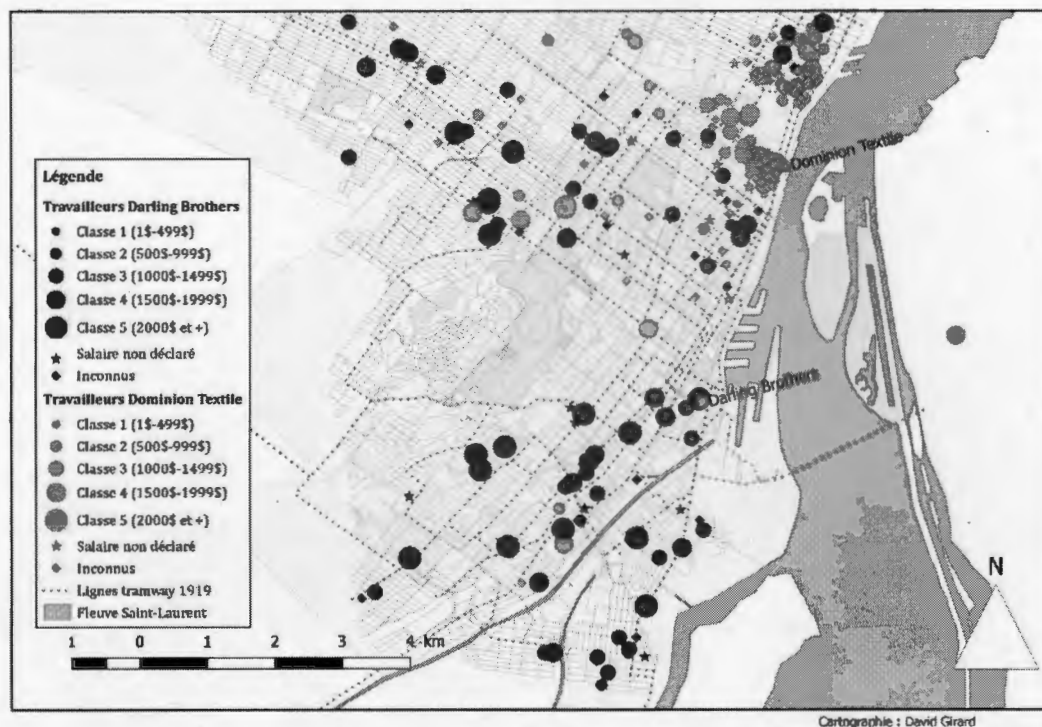 Dominion Textile
Darling Brothers
Légende
Travailleurs Darling Brothers
Classe 1 (1$-499$)
Classe 2 (500$-999$)
Classe 3 (1000$-1499$)
Classe 4 (1500$-1999$)
Classe 5 (2000$ et +)
Salaire non déclaré
Inconnus
Travailleurs Dominion Textile
Classe 1 (1$-499$)
Classe 2 (500$-999$)
Classe 3 (1000$-1499$)
Classe 4 (1500$-1999$)
Classe 5 (2000$ et +)
Salaire non déclaré
Inconnus
Lignes tramway 1919
Fleuve Saint-Laurent
1 0 1 2 3 4 km
N
Cartographie : David Girard